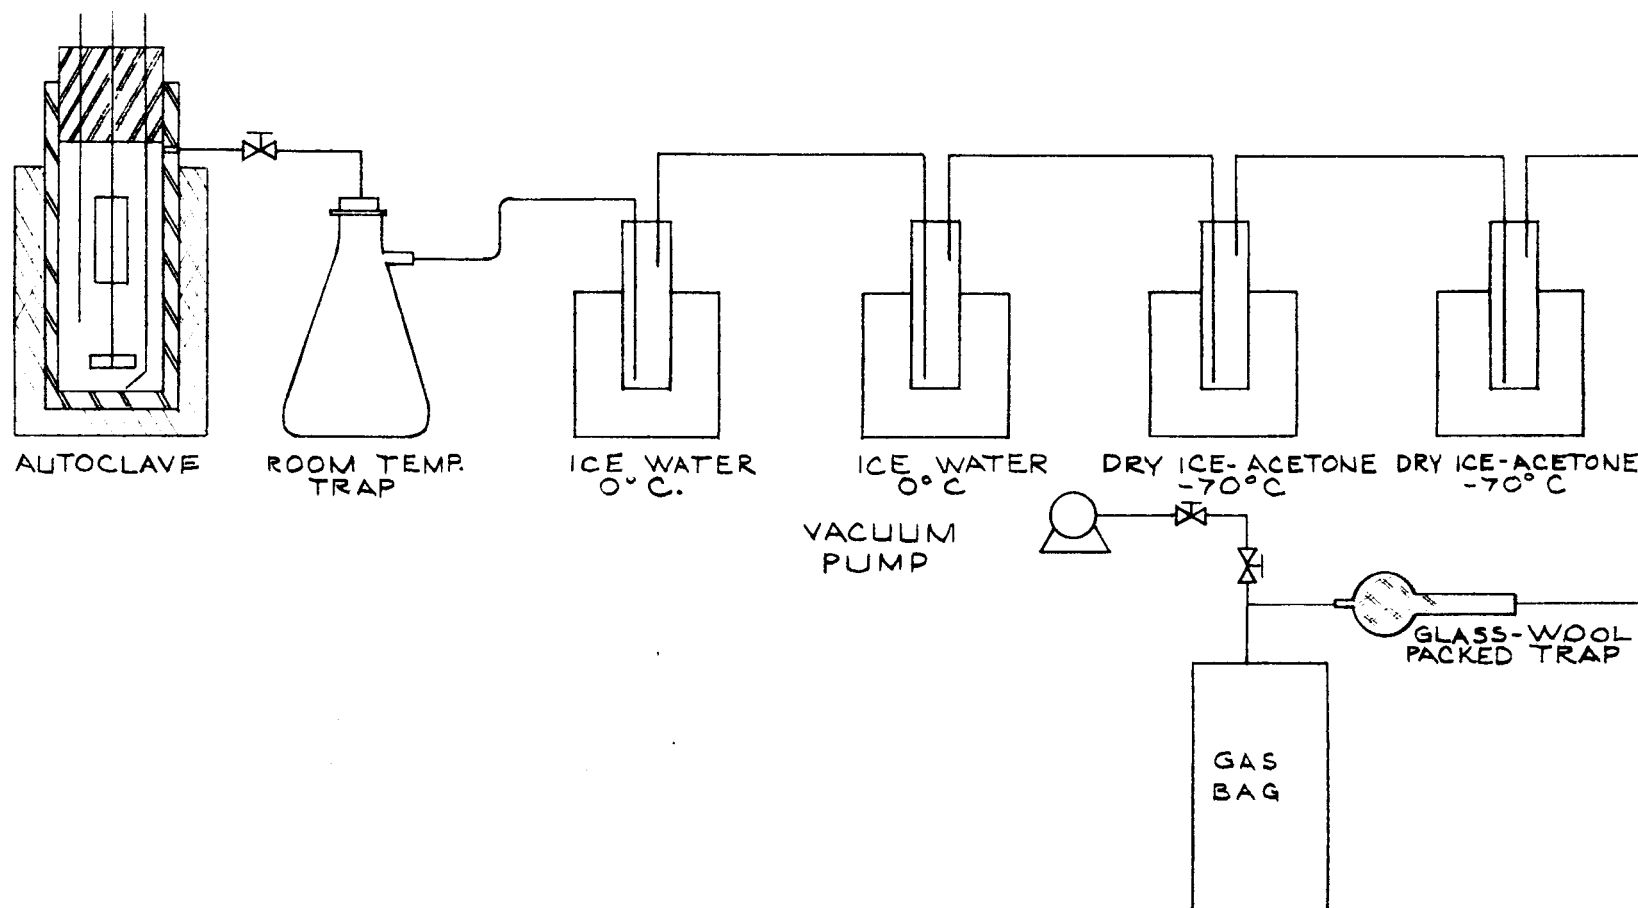 AUTOCLAVE
ROOM TEMP.
TRAP
ICE WATER
0°C.
ICE WATER
0°C
DRY ICE-ACETONE
-70°C
DRY ICE-ACETONE
-70°C
VACUUM
PUMP
GLASS-WOOL
PACKED TRAP
GAS
BAG